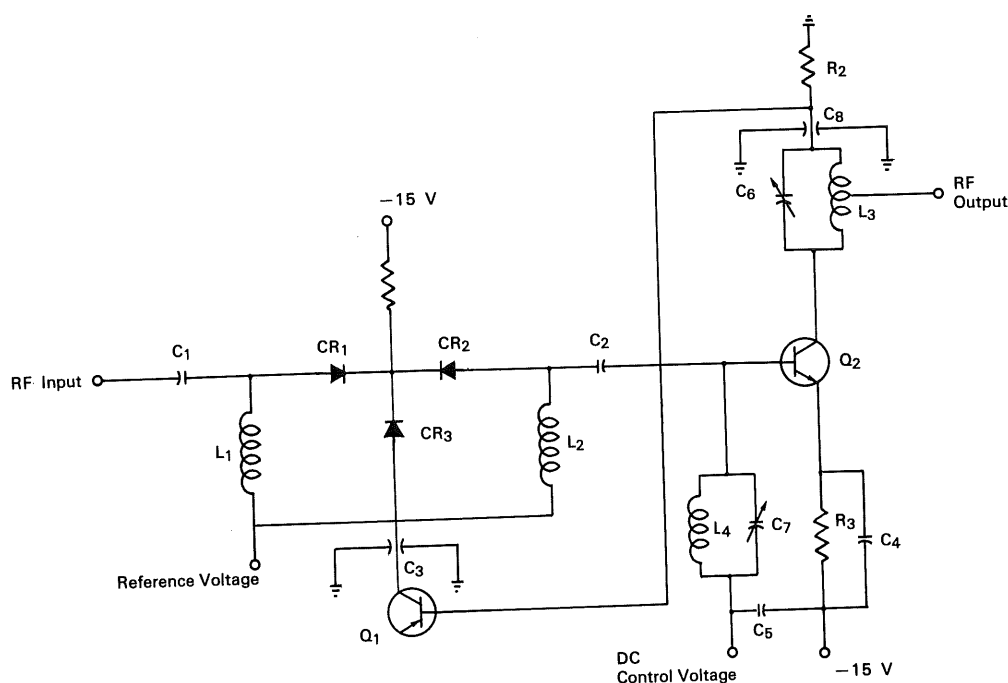 R2
C8
C6
L3
RF
Output
−15 V
C1
CR1
CR2
C2
RF Input
Q2
L1
CR3
L2
L4
C7
R3
C4
Reference Voltage
C3
Q1
C5
DC
Control Voltage
−15 V